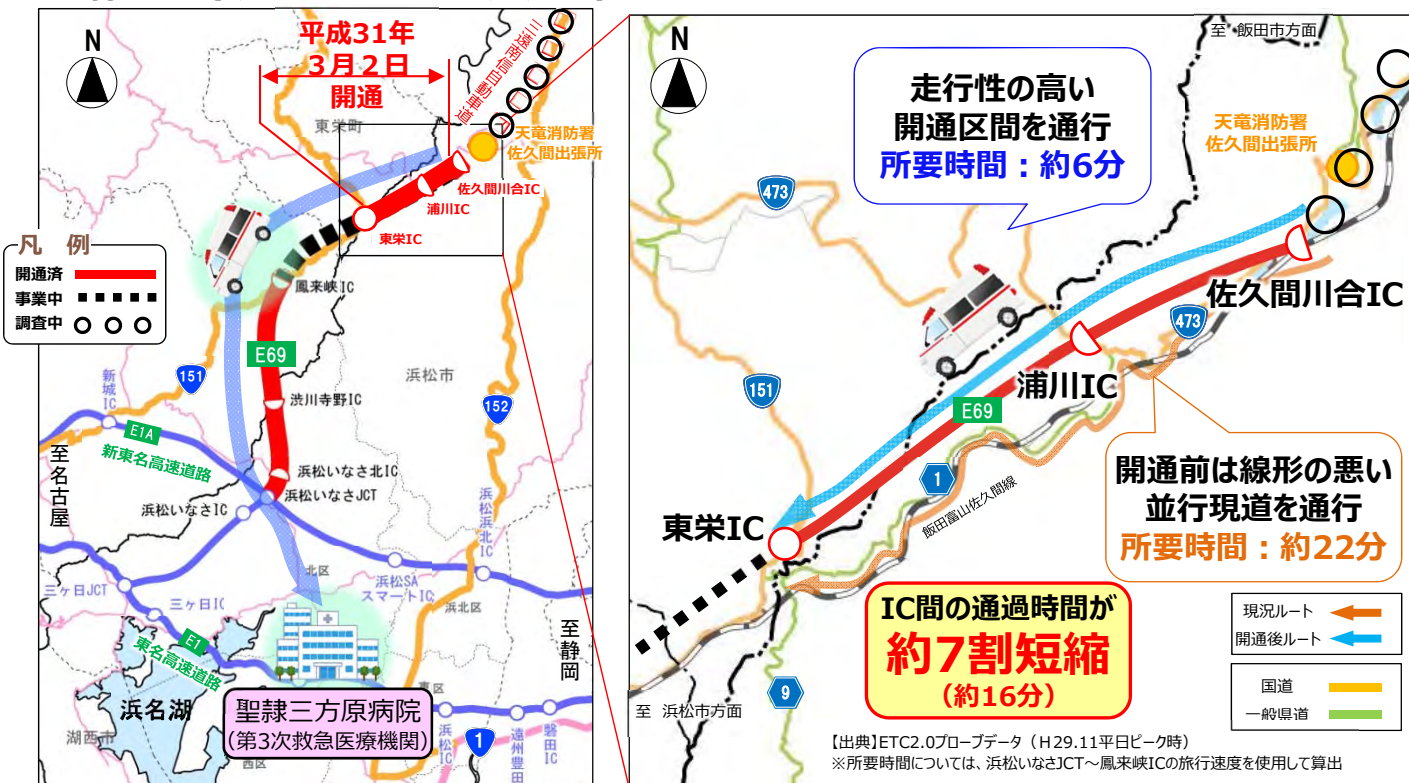 N
平成31年
3月2日
開通
三遠南信自動車道
東栄町
天竜消防署
佐久間出張所
佐久間川合IC
浦川IC
東栄IC
凡 例
開通済
事業中
調査中
鳳来峡IC
E69
151
新城IC
渋川寺野IC
浜松市
152
E1A
新東名高速道路
至名古屋
浜松いなさ北IC
浜松いなさJCT
浜松いなさIC
浜松浜北IC
北区
浜松SA
スマートIC
浜北区
三ヶ日JCT
三ヶ日IC
E1
東名高速道路
至静岡
浜名湖
湖西市
聖隷三方原病院
(第3次救急医療機関)
東区
西区
浜松IC
1
遠州豊田
磐田IC
N
至 飯田市方面
走行性の高い
開通区間を通行
所要時間：約6分
天竜消防署
佐久間出張所
473
佐久間川合IC
473
浦川IC
151
E69
開通前は線形の悪い
並行現道を通行
所要時間：約22分
1
飯田富山佐久間線
東栄IC
IC間の通過時間が
約7割短縮
(約16分)
9
至 浜松市方面
現況ルート
開通後ルート
国道
一般県道
【出典】ETC2.0プローブデータ（H29.11平日ピーク時）
※所要時間については、浜松いなさJCT～鳳来峡ICの旅行速度を使用して算出